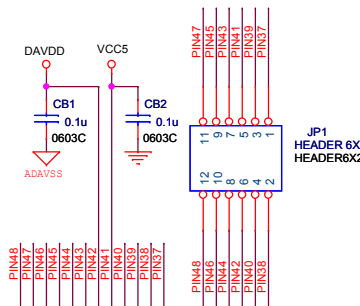 DAVDD
VCC5
CB1
0.1u
0603C
ADAVSS
CB2
0.1u
0603C
PIN47
PIN45
PIN43
PIN41
PIN39
PIN37
11
9
7
5
3
1
12
10
8
6
4
2
JP1
HEADER 6X
HEADER6X2
PIN48
PIN46
PIN44
PIN42
PIN40
PIN38
PIN48
PIN47
PIN46
PIN45
PIN44
PIN43
PIN42
PIN41
PIN40
PIN39
PIN38
PIN37